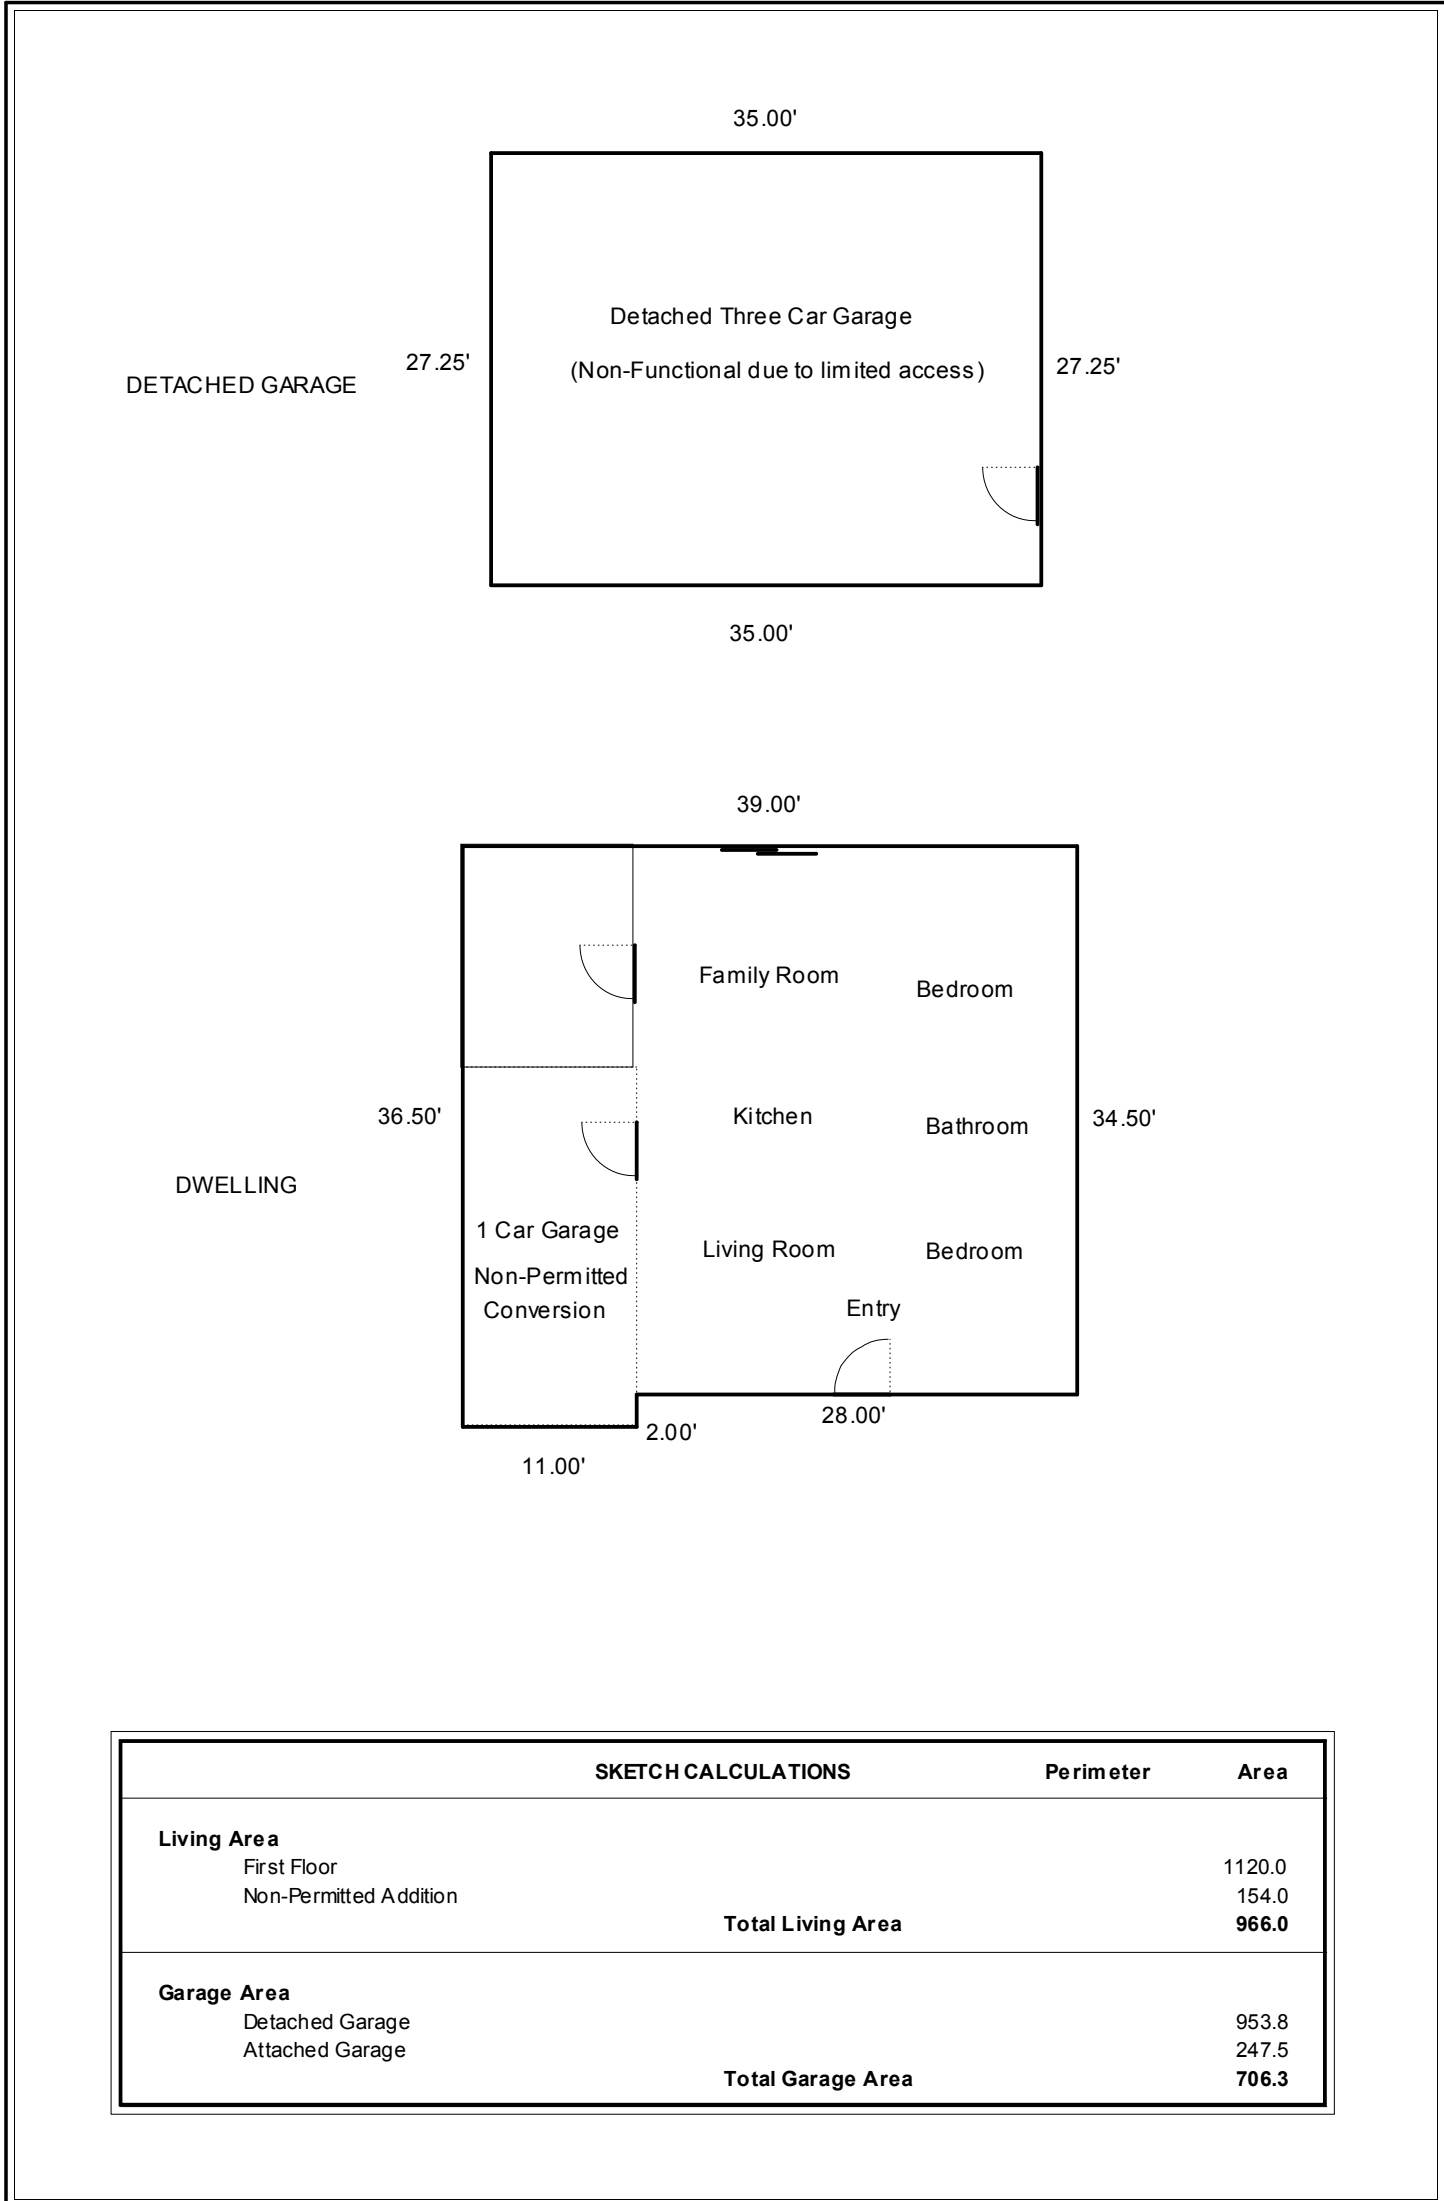 35.00'
Detached Three Car Garage
27.25'
(Non-Functional due to limited access)
27.25'
DETACHED GARAGE
35.00'
39.00'
Family Room
Bedroom
36.50'
Kitchen
Bathroom
34.50'
DWELLING
1 Car Garage
Living Room
Bedroom
Non-Permitted
Conversion
Entry
28.00'
2.00'
11.00'
SKETCH CALCULATIONS Perimeter Area
Living Area
First Floor 1120.0
Non-Permitted Addition 154.0
Total Living Area 966.0
Garage Area
Detached Garage 953.8
Attached Garage 247.5
Total Garage Area 706.3